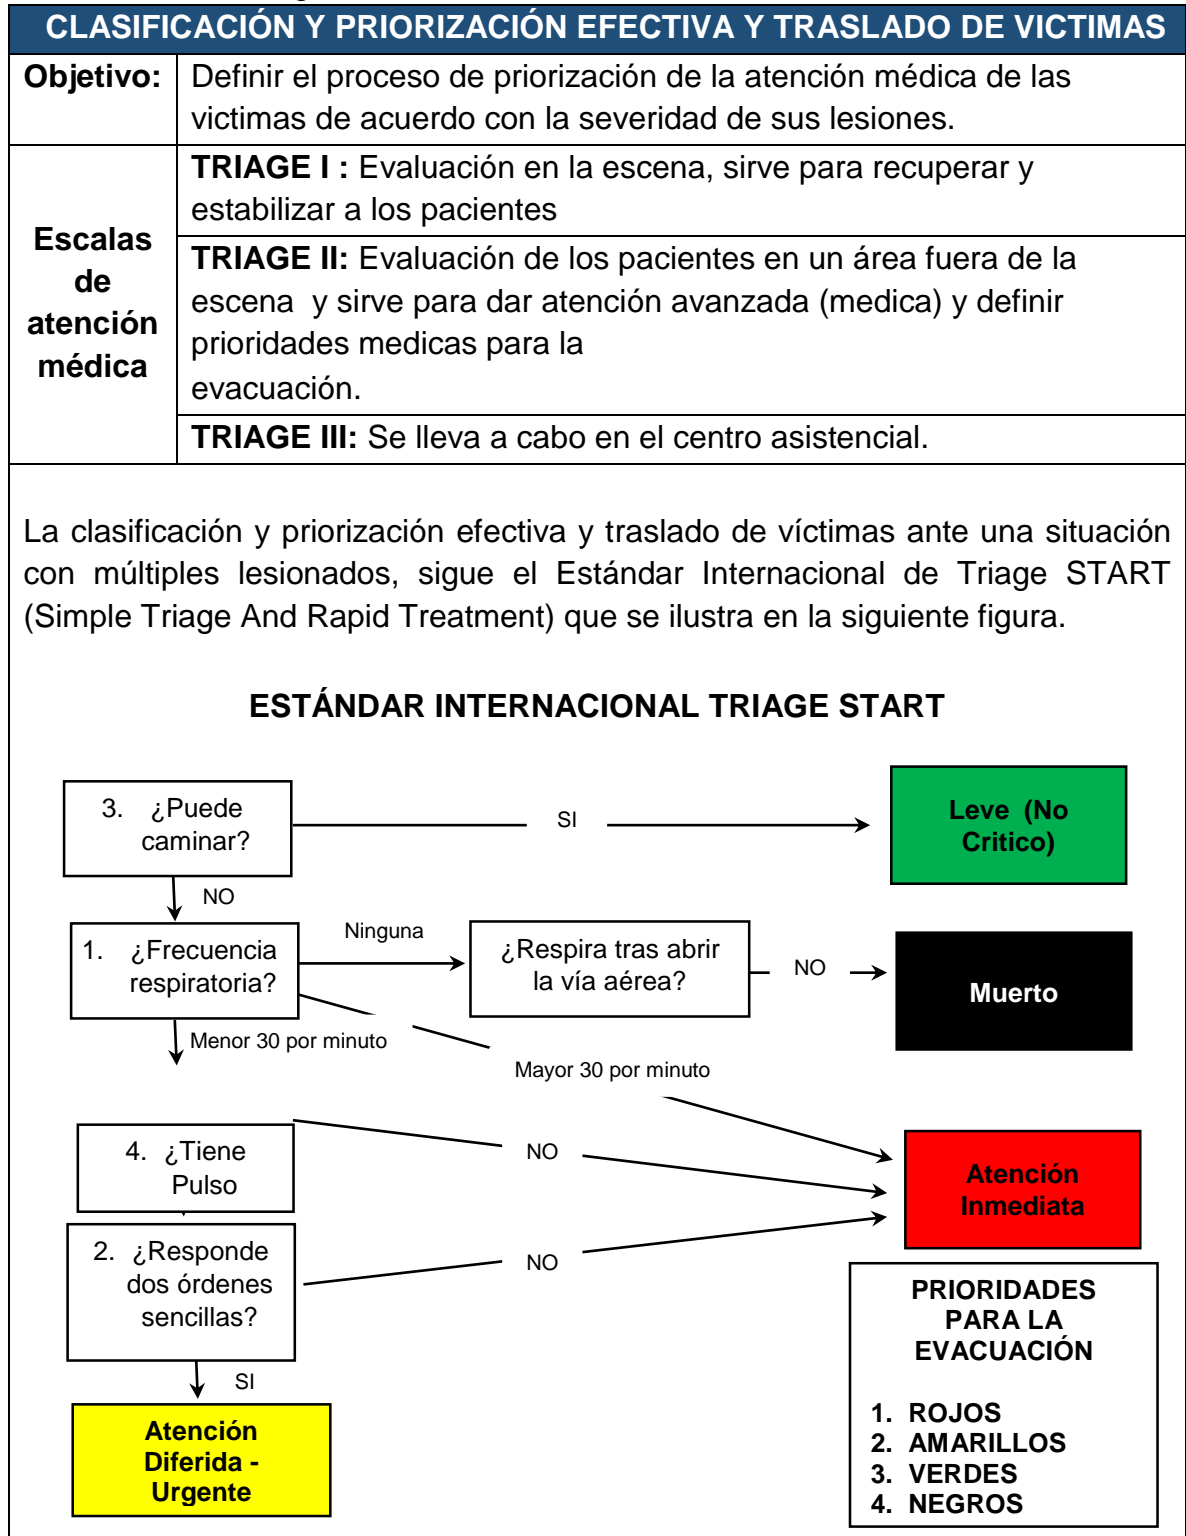 CLASIFICACIÓN Y PRIORIZACIÓN EFECTIVA Y TRASLADO DE VICTIMAS
Objetivo:
Definir el proceso de priorización de la atención médica de las
victimas de acuerdo con la severidad de sus lesiones.
Escalas
de
atención
médica
TRIAGE I : Evaluación en la escena, sirve para recuperar y
estabilizar a los pacientes
TRIAGE II: Evaluación de los pacientes en un área fuera de la
escena y sirve para dar atención avanzada (medica) y definir
prioridades medicas para la
evacuación.
TRIAGE III: Se lleva a cabo en el centro asistencial.
La clasificación y priorización efectiva y traslado de víctimas ante una situación
con múltiples lesionados, sigue el Estándar Internacional de Triage START
(Simple Triage And Rapid Treatment) que se ilustra en la siguiente figura.
ESTÁNDAR INTERNACIONAL TRIAGE START
3. ¿Puede
caminar?
SI
Leve (No
Critico)
NO
1. ¿Frecuencia
respiratoria?
Ninguna
¿Respira tras abrir
la vía aérea?
NO
Muerto
Menor 30 por minuto
Mayor 30 por minuto
4. ¿Tiene
Pulso
NO
Atención
Inmediata
2. ¿Responde
dos órdenes
sencillas?
NO
SI
Atención
Diferida -
Urgente
PRIORIDADES
PARA LA
EVACUACIÓN
1. ROJOS
2. AMARILLOS
3. VERDES
4. NEGROS